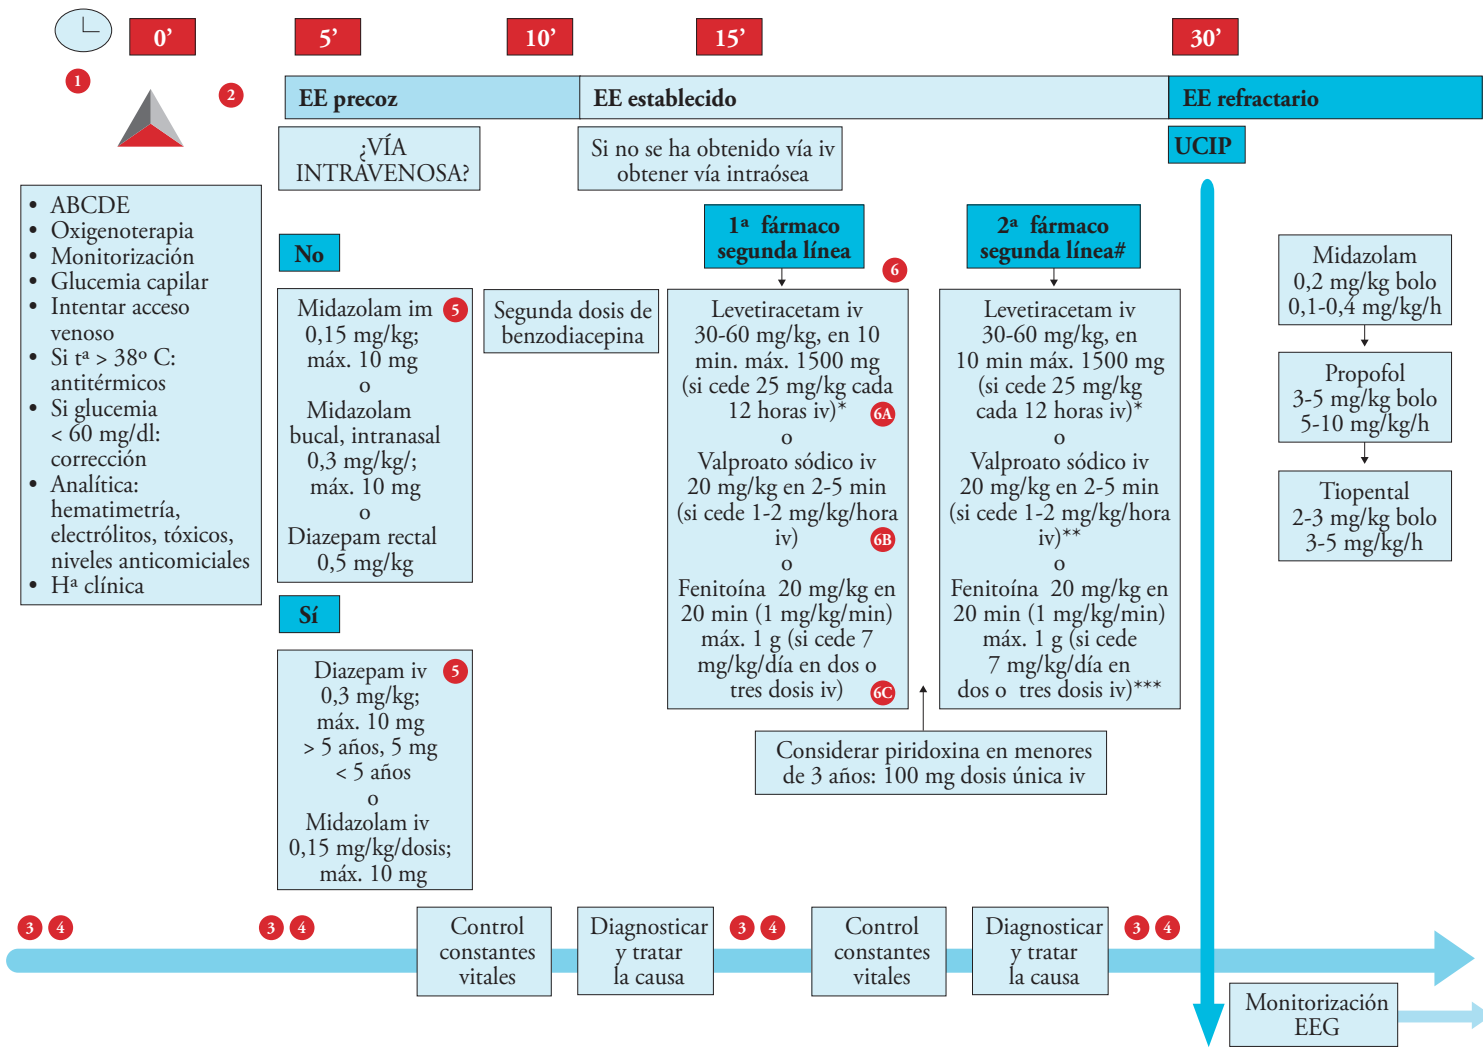 0’
5’
10’
15’
30’
1
2
EE precoz
EE establecido
EE refractario
¿VÍA
INTRAVENOSA?
Si no se ha obtenido vía iv
obtener vía intraósea
UCIP
• ABCDE
• Oxigenoterapia
• Monitorización
• Glucemia capilar
• Intentar acceso
venoso
• Si tª > 38º C:
antitérmicos
• Si glucemia
< 60 mg/dl:
corrección
• Analítica:
hematimetría,
electrólitos, tóxicos,
niveles anticomiciales
• Hª clínica
No
Midazolam im
5
0,15 mg/kg;
máx. 10 mg
o
Midazolam
bucal, intranasal
0,3 mg/kg/;
máx. 10 mg
o
Diazepam rectal
0,5 mg/kg
Sí
Diazepam iv
5
0,3 mg/kg;
máx. 10 mg
> 5 años, 5 mg
< 5 años
o
Midazolam iv
0,15 mg/kg/dosis;
máx. 10 mg
Segunda dosis de
benzodiacepina
1ª fármaco
segunda línea
6
Levetiracetam iv
30-60 mg/kg, en 10
min. máx. 1500 mg
(si cede 25 mg/kg cada
12 horas iv)*
6A
o
Valproato sódico iv
20 mg/kg en 2-5 min
(si cede 1-2 mg/kg/hora
iv)
6B
o
Fenitoína 20 mg/kg en
20 min (1 mg/kg/min)
máx. 1 g (si cede 7
mg/kg/día en dos o
tres dosis iv)
6C
2ª fármaco
segunda línea#
Levetiracetam iv
30-60 mg/kg, en
10 min máx. 1500 mg
(si cede 25 mg/kg
cada 12 horas iv)*
o
Valproato sódico iv
20 mg/kg en 2-5 min
(si cede 1-2 mg/kg/hora
iv)**
o
Fenitoína 20 mg/kg en
20 min (1 mg/kg/min)
máx. 1 g (si cede
7 mg/kg/día en
dos o tres dosis iv)***
Considerar piridoxina en menores
de 3 años: 100 mg dosis única iv
Midazolam
0,2 mg/kg bolo
0,1-0,4 mg/kg/h
Propofol
3-5 mg/kg bolo
5-10 mg/kg/h
Tiopental
2-3 mg/kg bolo
3-5 mg/kg/h
3 4
3 4
Control
constantes
vitales
Diagnosticar
y tratar
la causa
3 4
Control
constantes
vitales
Diagnosticar
y tratar
la causa
3 4
Monitorización
EEG